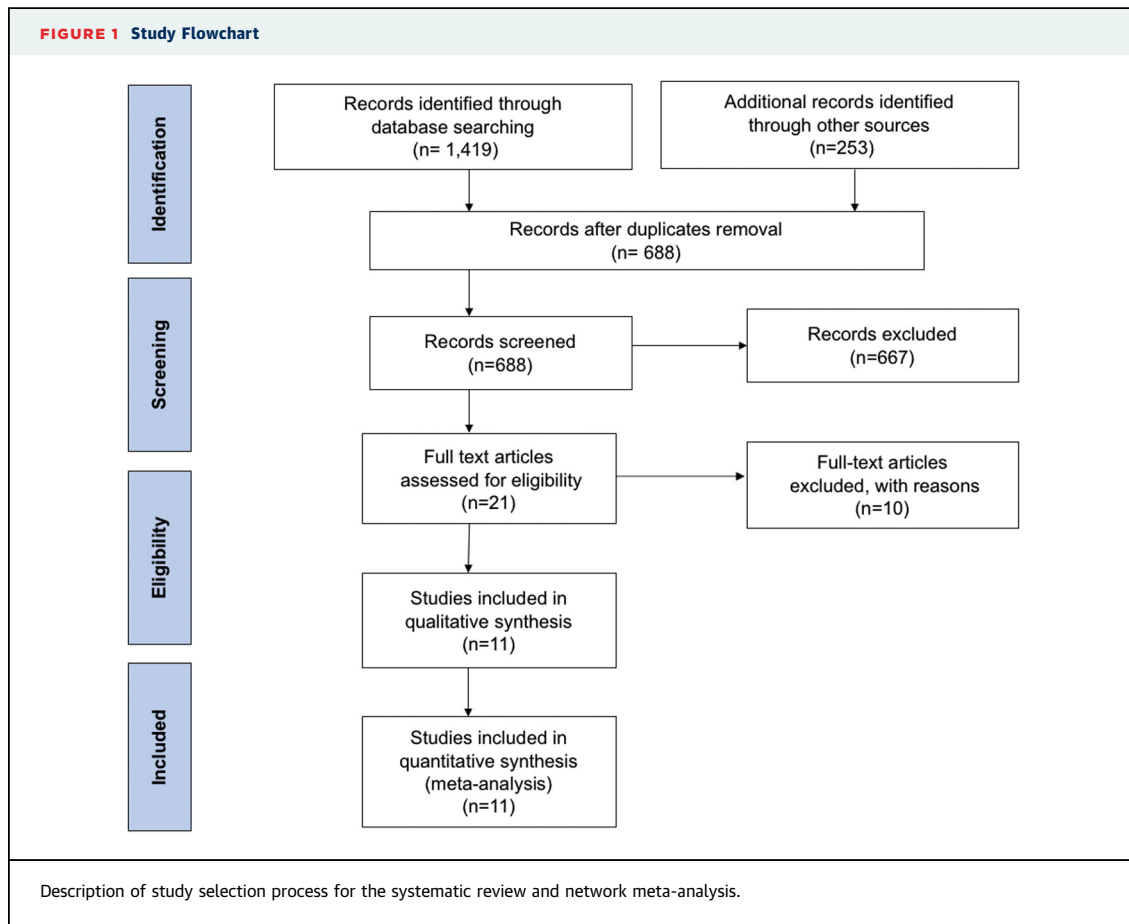 FIGURE 1 Study Flowchart
Identification
Records identified through
database searching
(n= 1,419)
Additional records identified
through other sources
(n=253)
Records after duplicates removal
(n= 688)
Screening
Records screened
(n=688)
Records excluded
(n=667)
Eligibility
Full text articles
assessed for eligibility
(n=21)
Full-text articles
excluded, with reasons
(n=10)
Studies included in
qualitative synthesis
(n=11)
Included
Studies included in
quantitative synthesis
(meta-analysis)
(n=11)
Description of study selection process for the systematic review and network meta-analysis.